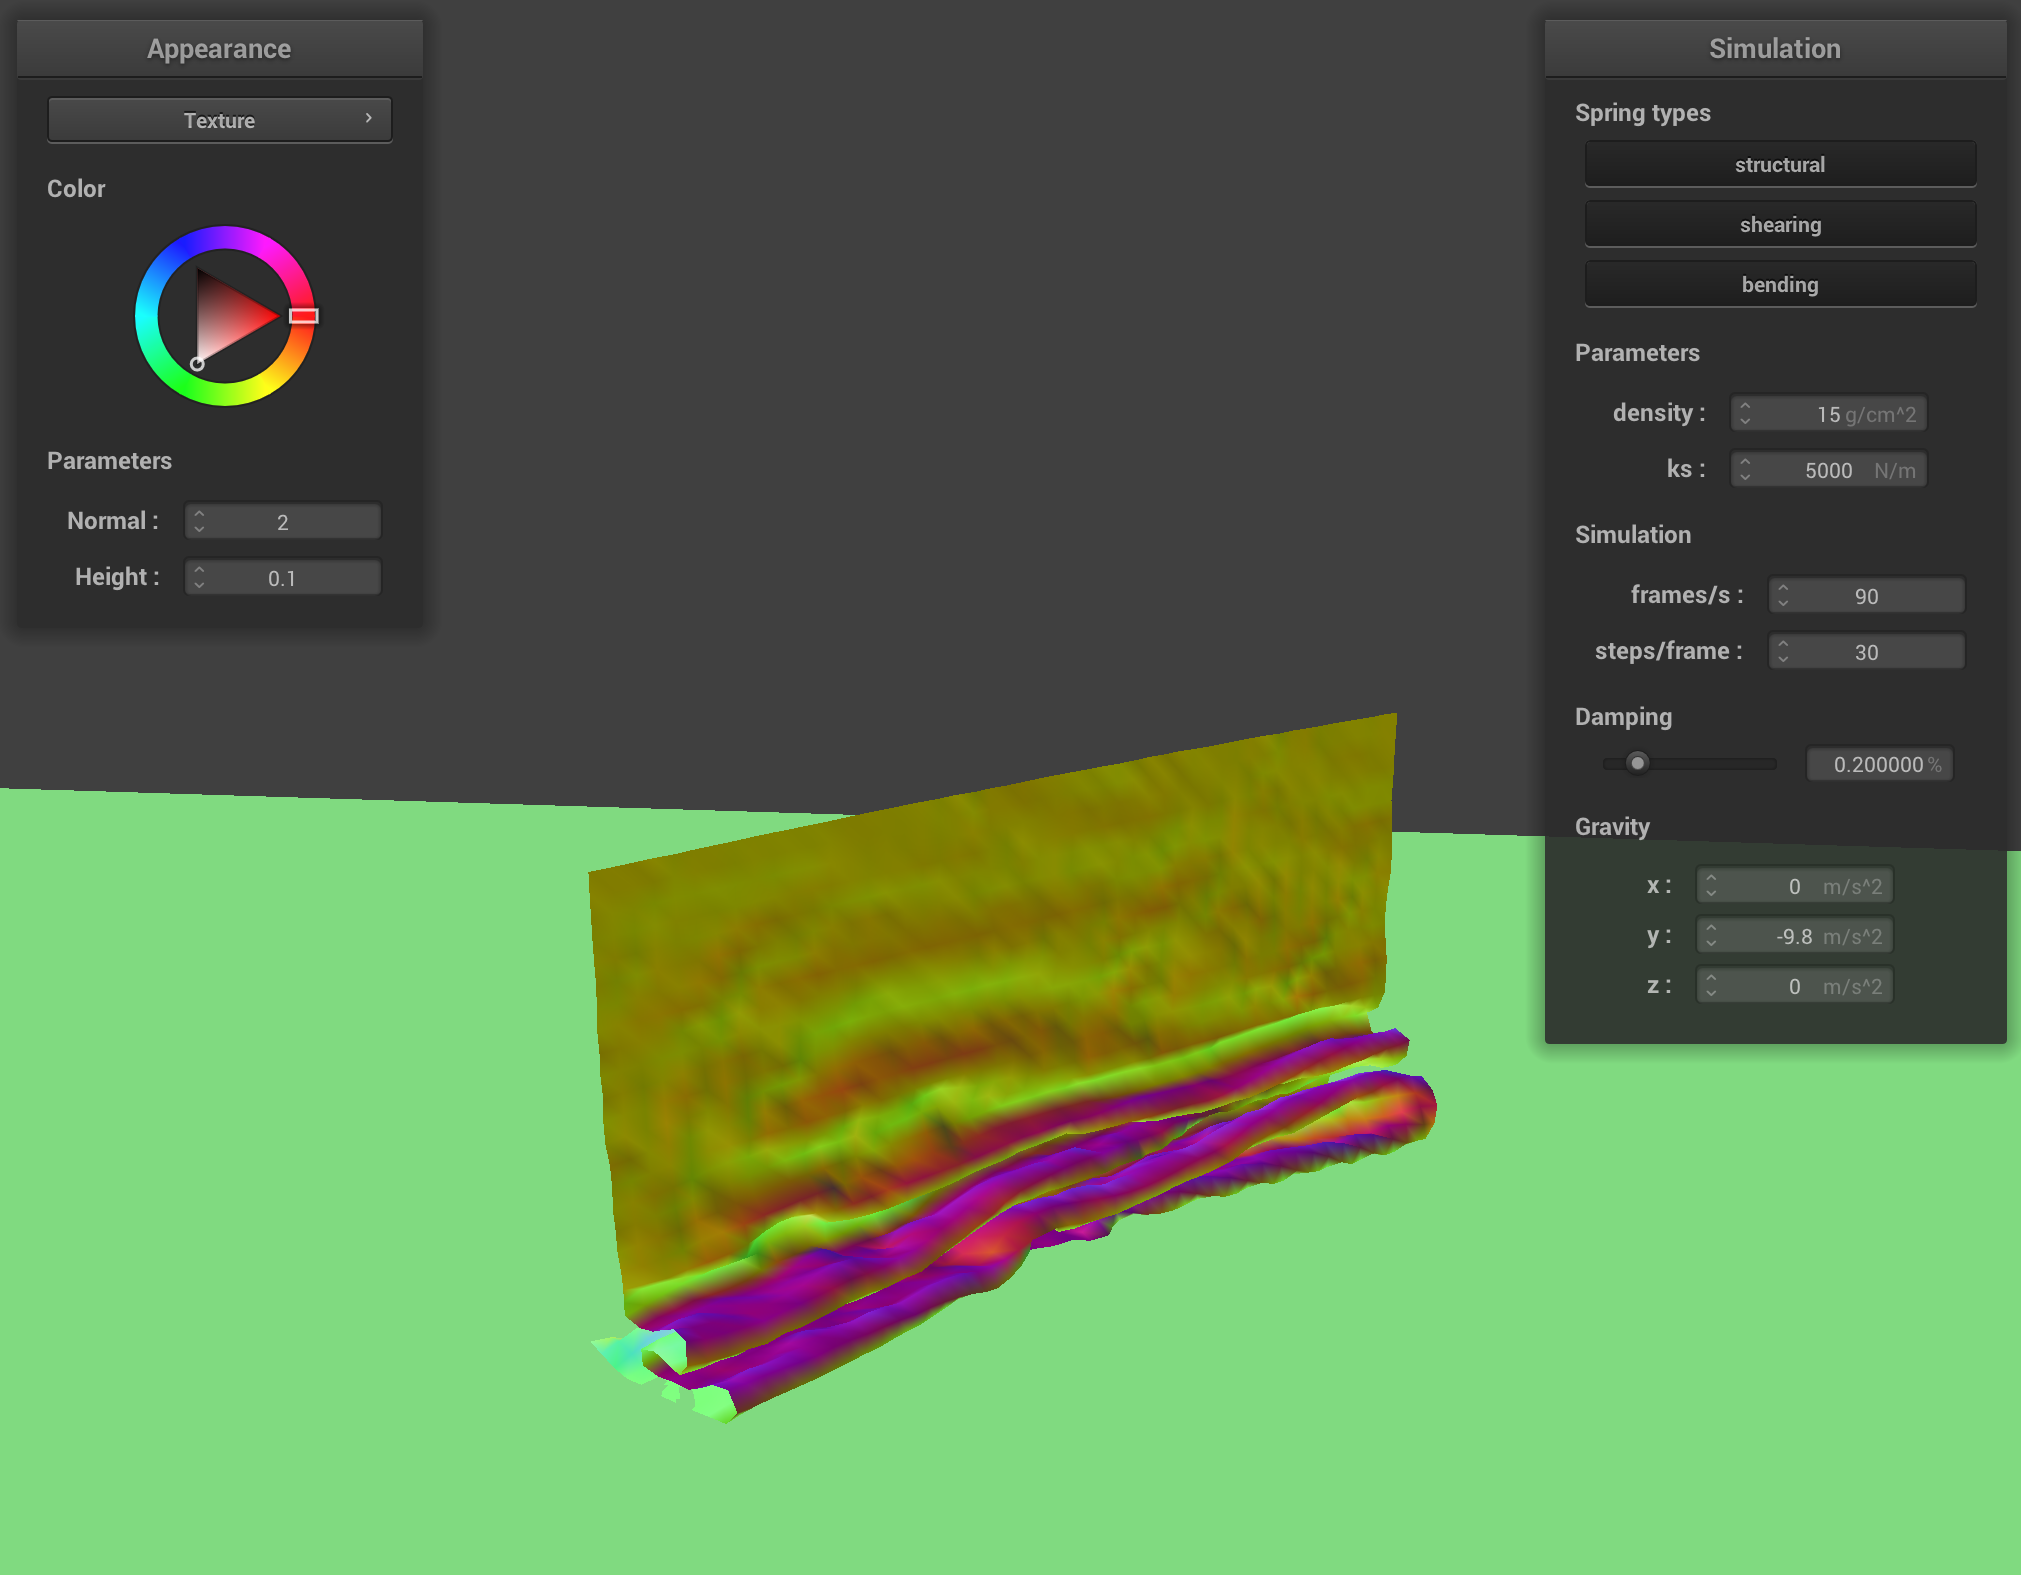 Appearance
Texture ›
Color
Parameters
Normal : 2
Height : 0.1
Simulation
Spring types
structural
shearing
bending
Parameters
density : 15 g/cm^2
ks : 5000 N/m
Simulation
frames/s : 90
steps/frame : 30
Damping
0.200000 %
Gravity
x : 0 m/s^2
y : -9.8 m/s^2
z : 0 m/s^2